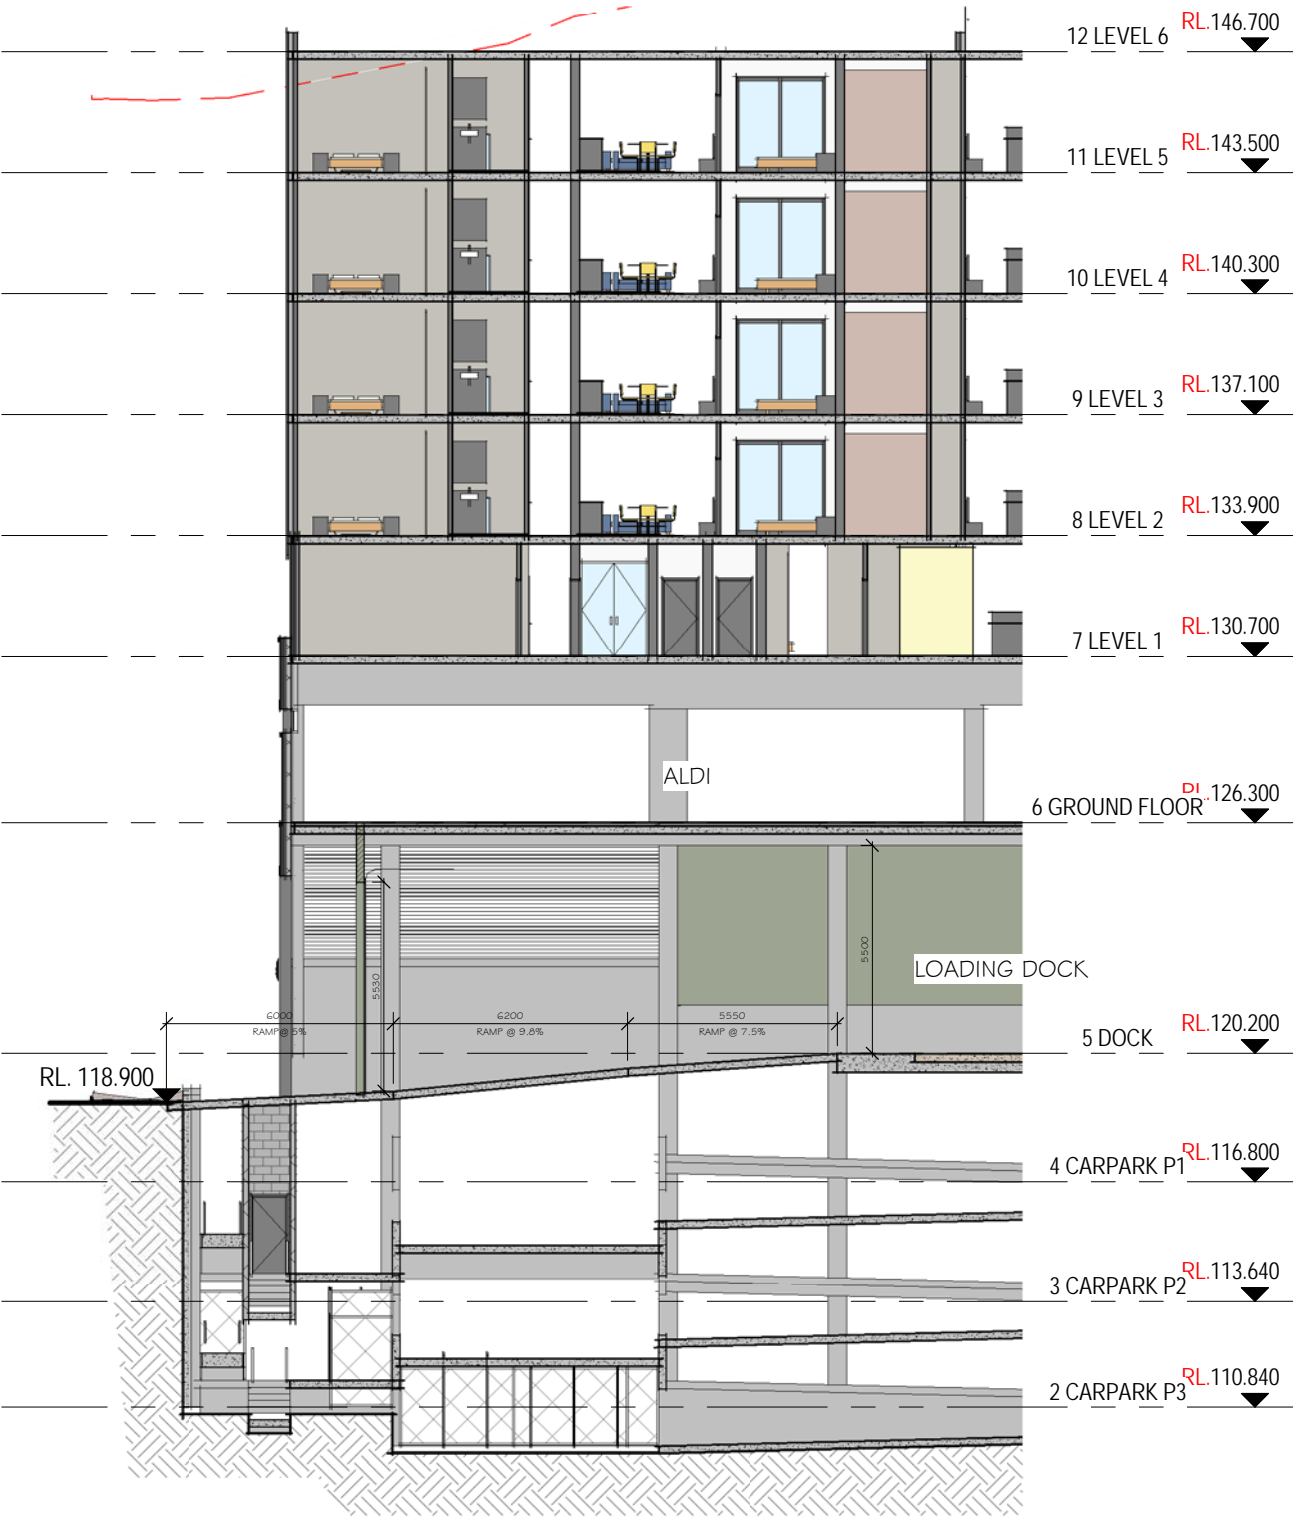 12 LEVEL 6 RL.146.700
11 LEVEL 5 RL.143.500
10 LEVEL 4 RL.140.300
9 LEVEL 3 RL.137.100
8 LEVEL 2 RL.133.900
7 LEVEL 1 RL.130.700
ALDI
6 GROUND FLOOR RL.126.300
5500
LOADING DOCK
5530
6000 6200 5550
RAMP @ 5% RAMP @ 9.8% RAMP @ 7.5%
5 DOCK RL.120.200
RL. 118.900
4 CARPARK P1 RL.116.800
3 CARPARK P2 RL.113.640
2 CARPARK P3 RL.110.840